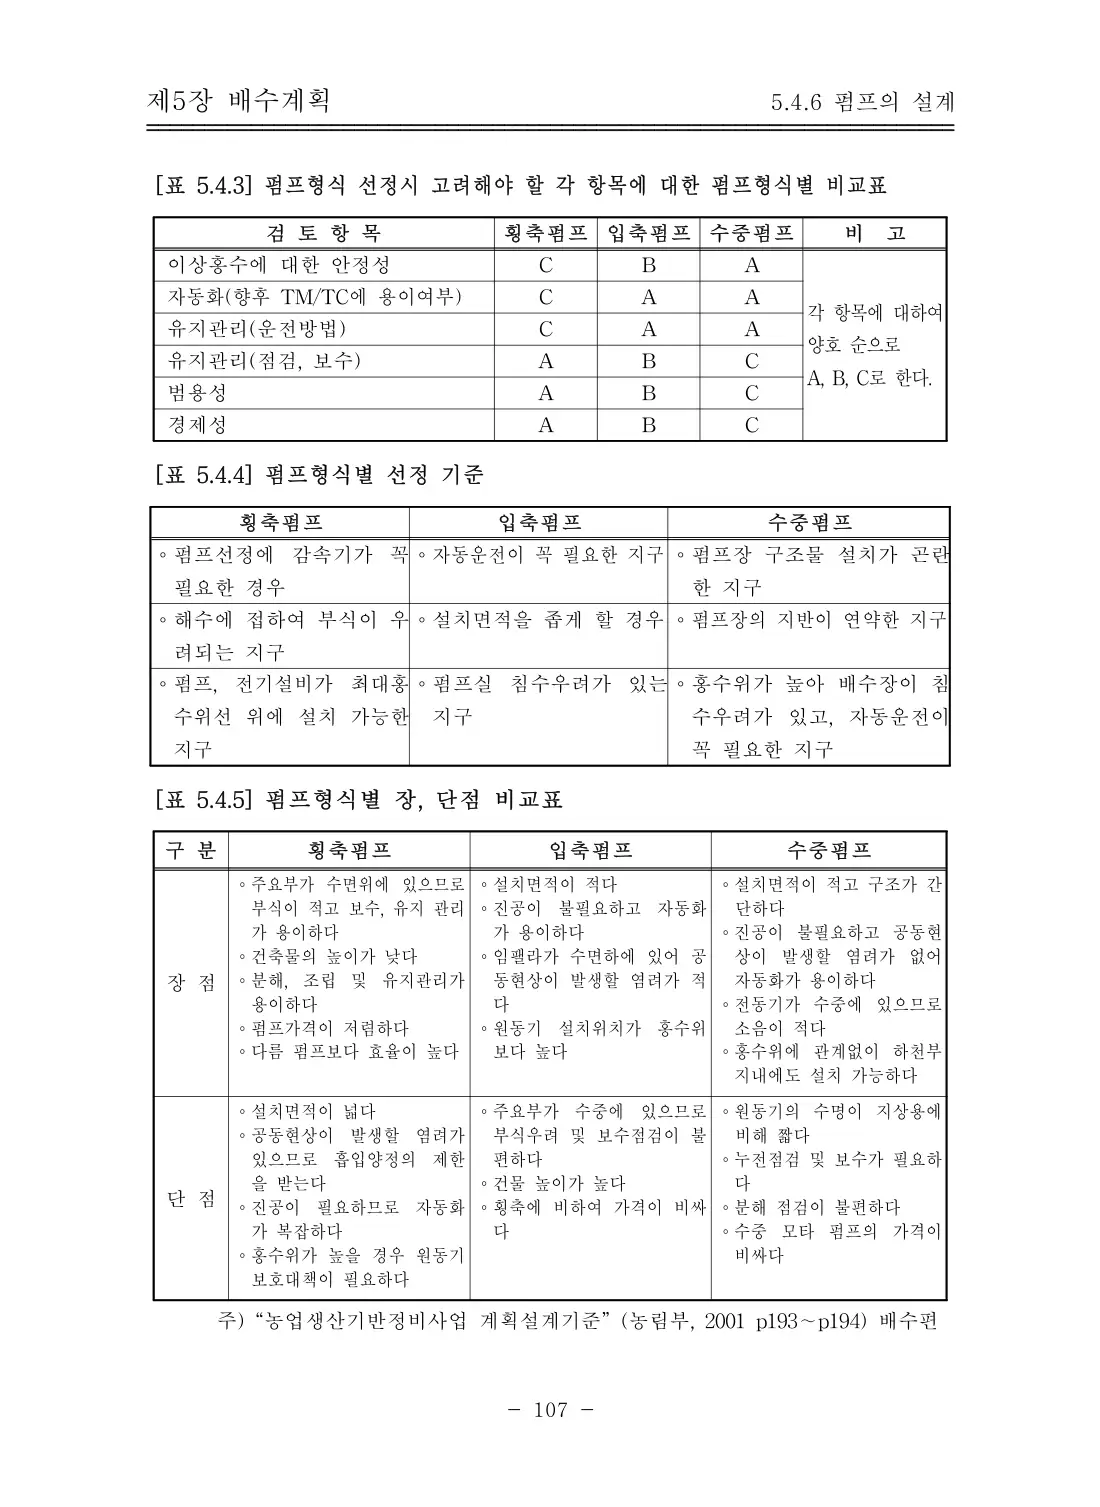 제5장 배수계획
5.4.6 펌프의 설계
[표 5.4.3] 펌프형식 선정시 고려해야 할 각 항목에 대한 펌프형식별 비교표
검 토 항 목 횡축펌프 입축펌프 수중펌프 비 고
이상홍수에 대한 안정성 C B A
자동화(향후 TM/TC에 용이여부) C A A
유지관리(운전방법) C A A
유지관리(점검, 보수) A B C
범용성 A B C
경제성 A B C
각 항목에 대하여
양호 순으로
A, B, C로 한다.
[표 5.4.4] 펌프형식별 선정 기준
횡축펌프 입축펌프 수중펌프
◦펌프선정에 감속기가 꼭
필요한 경우
◦자동운전이 꼭 필요한 지구
◦펌프장 구조물 설치가 곤란
한 지구
◦해수에 접하여 부식이 우
려되는 지구
◦설치면적을 좁게 할 경우
◦펌프장의 지반이 연약한 지구
◦펌프, 전기설비가 최대홍
수위선 위에 설치 가능한
지구
◦펌프실 침수우려가 있는
지구
◦홍수위가 높아 배수장이 침
수우려가 있고, 자동운전이
꼭 필요한 지구
[표 5.4.5] 펌프형식별 장, 단점 비교표
구 분 횡축펌프 입축펌프 수중펌프
장 점
◦주요부가 수면위에 있으므로
부식이 적고 보수, 유지 관리
가 용이하다
◦건축물의 높이가 낮다
◦분해, 조립 및 유지관리가
용이하다
◦펌프가격이 저렴하다
◦다름 펌프보다 효율이 높다
◦설치면적이 적다
◦진공이 불필요하고 자동화
가 용이하다
◦임펠라가 수면하에 있어 공
동현상이 발생할 염려가 적
다
◦원동기 설치위치가 홍수위
보다 높다
◦설치면적이 적고 구조가 간
단하다
◦진공이 불필요하고 공동현
상이 발생할 염려가 없어
자동화가 용이하다
◦전동기가 수중에 있으므로
소음이 적다
◦홍수위에 관계없이 하천부
지내에도 설치 가능하다
단 점
◦설치면적이 넓다
◦공동현상이 발생할 염려가
있으므로 흡입양정의 제한
을 받는다
◦진공이 필요하므로 자동화
가 복잡하다
◦홍수위가 높을 경우 원동기
보호대책이 필요하다
◦주요부가 수중에 있으므로
부식우려 및 보수점검이 불
편하다
◦건물 높이가 높다
◦횡축에 비하여 가격이 비싸
다
◦원동기의 수명이 지상용에
비해 짧다
◦누전점검 및 보수가 필요하
다
◦분해 점검이 불편하다
◦수중 모타 펌프의 가격이
비싸다
주) “농업생산기반정비사업 계획설계기준” (농림부, 2001 p193～p194) 배수편
- 107 -